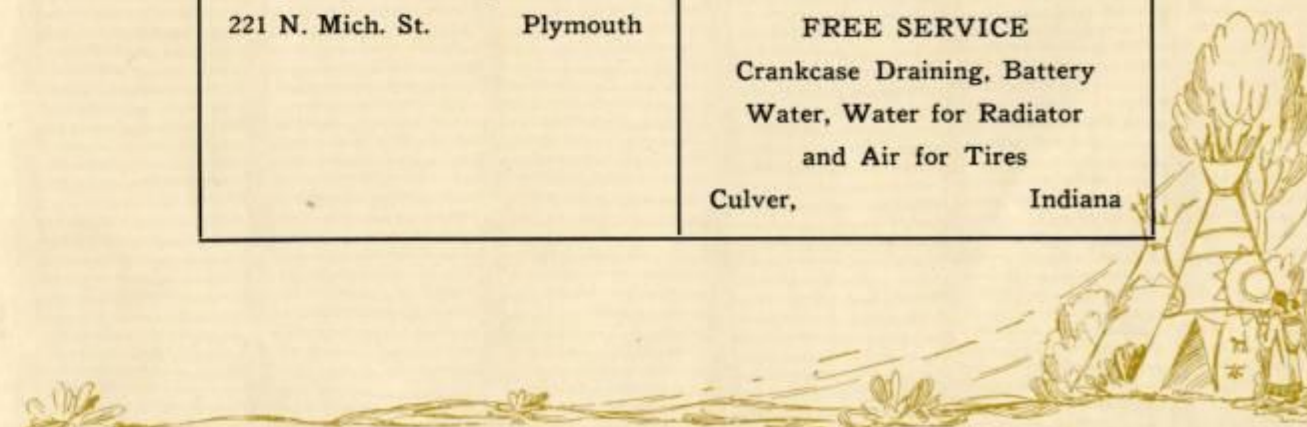 221 N. Mich. St. Plymouth
FREE SERVICE
Crankcase Draining, Battery
Water, Water for Radiator
and Air for Tires
Culver, Indiana